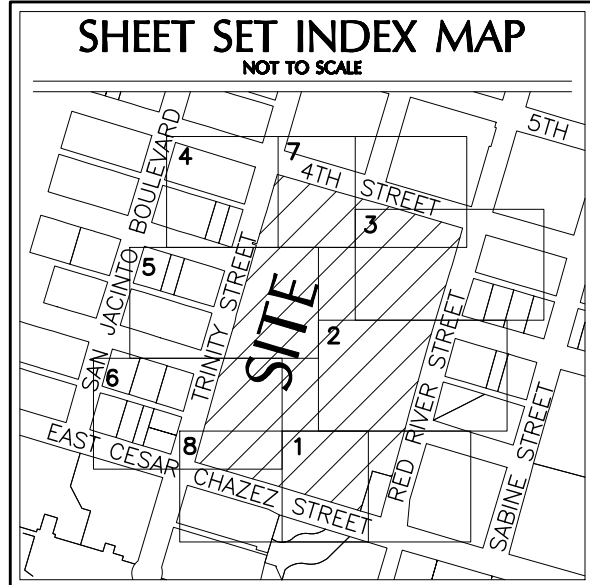 SHEET SET INDEX MAP
NOT TO SCALE
5TH
4
7
4TH STREET
3
SAN JACINTO BOULEVARD
5
TRINITY STREET
SITE
2
6
RED RIVER STREET
SABINE STREET
EAST CESAR CHAZEZ STREET
8
1